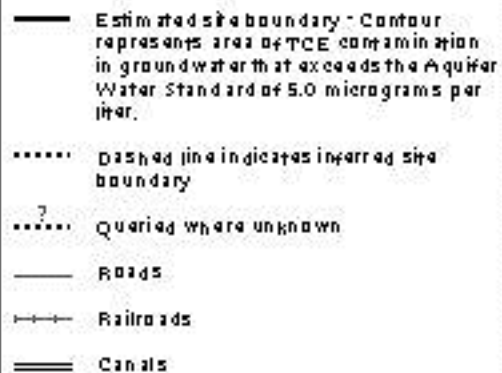 Estimated site boundary - Contour
represents area of TCE contamination
in groundwater that exceeds the Aquifer
Water Standard of 5.0 micrograms per
liter.
Dashed line indicates inferred site
boundary
?
Queried where unknown
Roads
Railroads
Canals